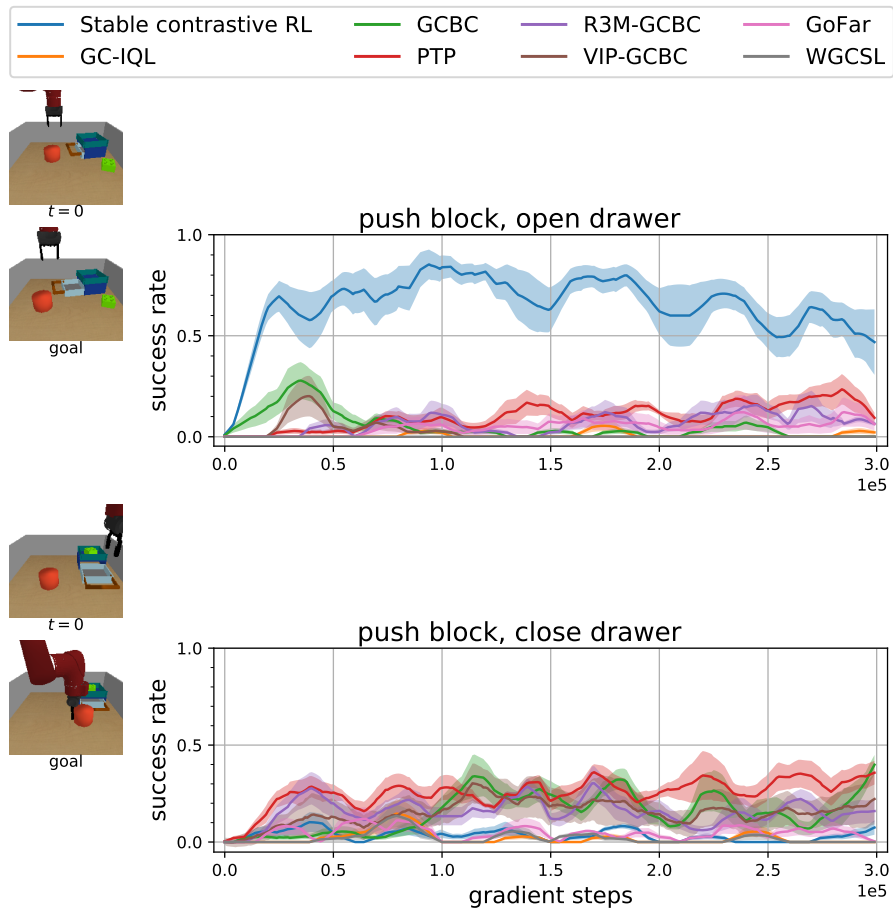 Stable contrastive RL GCBC R3M-GCBC GoFar
GC-IQL PTP VIP-GCBC WGCSL
t = 0
goal
push block, open drawer
success rate
1.0
0.5
0.0
0.0 0.5 1.0 1.5 2.0 2.5 3.0
1e5
t = 0
goal
push block, close drawer
success rate
1.0
0.5
0.0
0.0 0.5 1.0 1.5 2.0 2.5 3.0
1e5
gradient steps